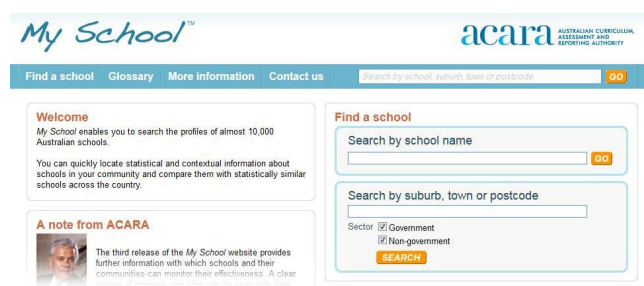 My School™
acara AUSTRALIAN CURRICULUM,
ASSESSMENT AND
REPORTING AUTHORITY
Find a school Glossary More information Contact us Search by school, suburb, town or postcode GO
Welcome
My School enables you to search the profiles of almost 10,000
Australian schools.
You can quickly locate statistical and contextual information about
schools in your community and compare them with statistically similar
schools across the country.
A note from ACARA
The third release of the My School website provides
further information with which schools and their
communities can monitor their effectiveness. A clear
Find a school
Search by school name
GO
Search by suburb, town or postcode
Sector Government
Non-government
SEARCH